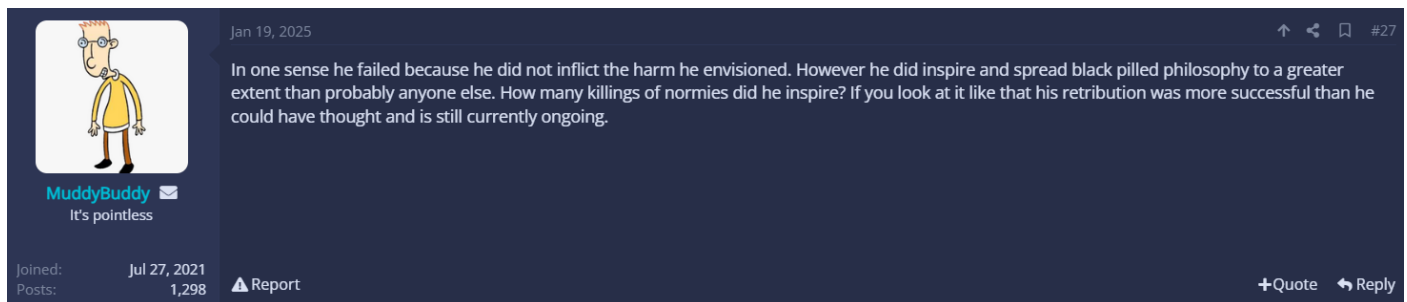 Jan 19, 2025
#27
In one sense he failed because he did not inflict the harm he envisioned. However he did inspire and spread black pilled philosophy to a greater
extent than probably anyone else. How many killings of normies did he inspire? If you look at it like that his retribution was more successful than he
could have thought and is still currently ongoing.
MuddyBuddy
It's pointless
Joined: Jul 27, 2021
Posts: 1,298
Report
+Quote
Reply